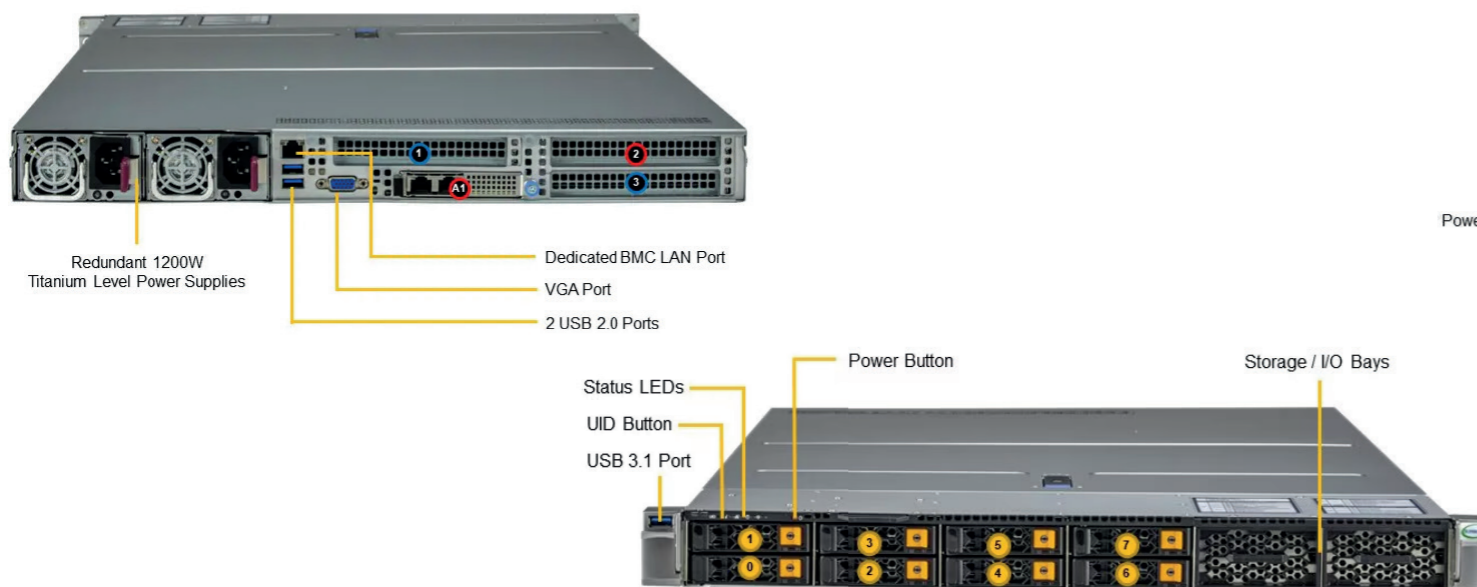 1
2
3
A1
Redundant 1200W
Titanium Level Power Supplies
Dedicated BMC LAN Port
VGA Port
2 USB 2.0 Ports
Powe
Power Button
Storage / I/O Bays
Status LEDs
UID Button
USB 3.1 Port
1 3 5 7
0 2 4 6